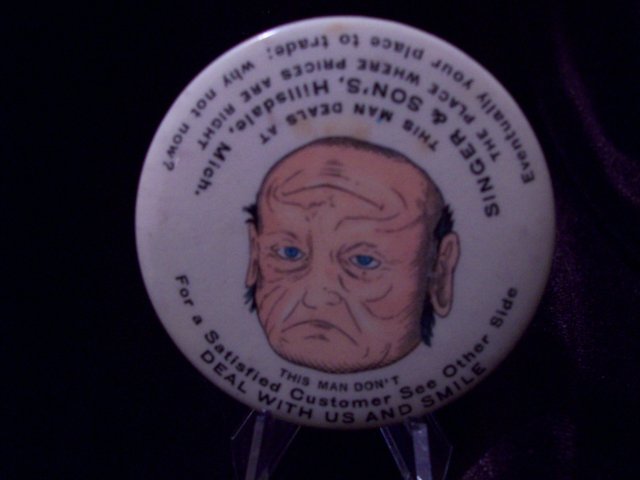 Eventually your place to trade; why not now?
THE PLACE WHERE PRICES ARE RIGHT
SINGER & SON'S, Hillsdale, Mich.
THIS MAN DEALS AT
THIS MAN DON'T
For a Satisfied Customer See Other Side
DEAL WITH US AND SMILE